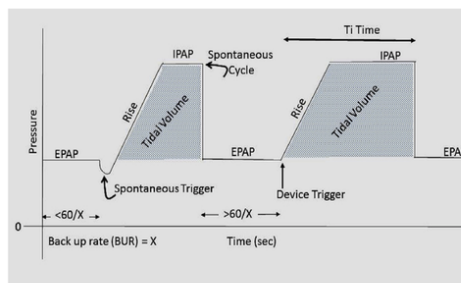 Ti Time
IPAP
Spontaneous
Cycle
IPAP
Pressure
Rise
Tidal Volume
Rise
Tidal Volume
EPAP
EPAP
EPA
Spontaneous Trigger
Device Trigger
<60/X
>60/X
0
Back up rate (BUR) = X
Time (sec)